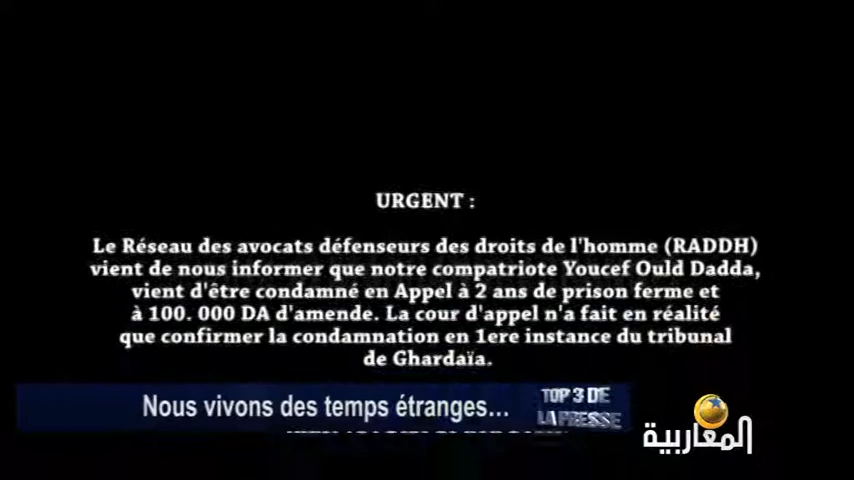 URGENT :
Le Réseau des avocats défenseurs des droits de l'homme (RADDH)
vient de nous informer que notre compatriote Youcef Ould Dadda,
vient d'être condamné en Appel à 2 ans de prison ferme et
à 100. 000 DA d'amende. La cour d'appel n'a fait en réalité
que confirmer la condamnation en 1ere instance du tribunal
de Ghardaïa.
Nous vivons des temps étranges...
TOP 3 DE
LA PRESSE
المغاربية